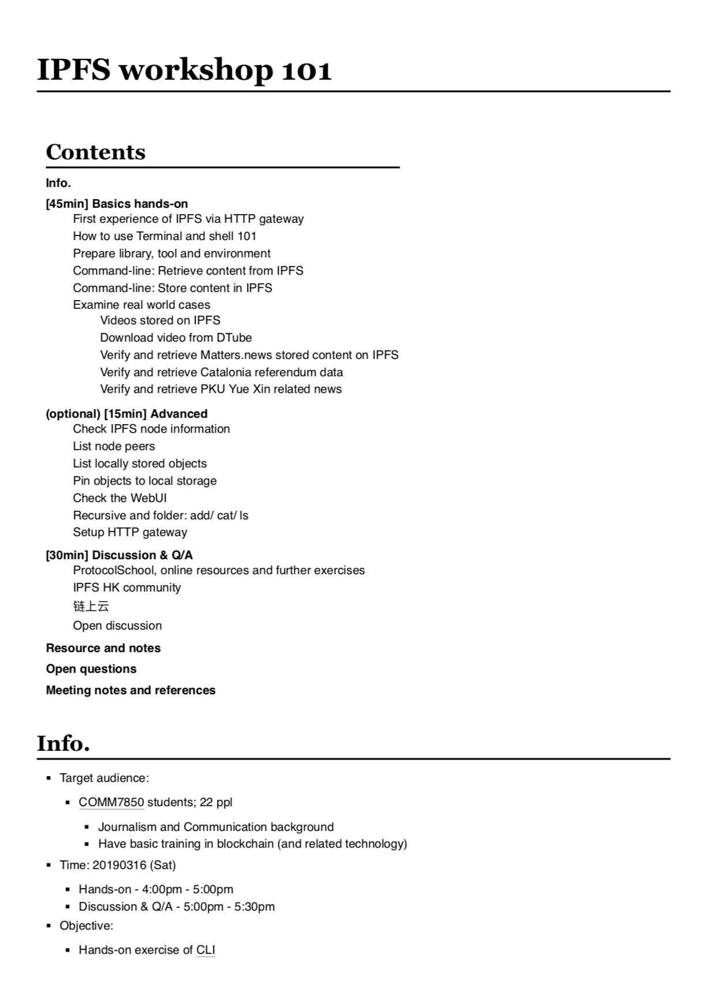 IPFS workshop 101
Contents
Info.
[45min] Basics hands-on
First experience of IPFS via HTTP gateway
How to use Terminal and shell 101
Prepare library, tool and environment
Command-line: Retrieve content from IPFS
Command-line: Store content in IPFS
Examine real world cases
Videos stored on IPFS
Download video from DTube
Verify and retrieve Matters.news stored content on IPFS
Verify and retrieve Catalonia referendum data
Verify and retrieve PKU Yue Xin related news
(optional) [15min] Advanced
Check IPFS node information
List node peers
List locally stored objects
Pin objects to local storage
Check the WebUI
Recursive and folder: add/ cat/ ls
Setup HTTP gateway
[30min] Discussion & Q/A
ProtocolSchool, online resources and further exercises
IPFS HK community
链上云
Open discussion
Resource and notes
Open questions
Meeting notes and references
Info.
▪ Target audience:
▪ COMM7850 students; 22 ppl
▪ Journalism and Communication background
▪ Have basic training in blockchain (and related technology)
▪ Time: 20190316 (Sat)
▪ Hands-on - 4:00pm - 5:00pm
▪ Discussion & Q/A - 5:00pm - 5:30pm
▪ Objective:
▪ Hands-on exercise of CLI